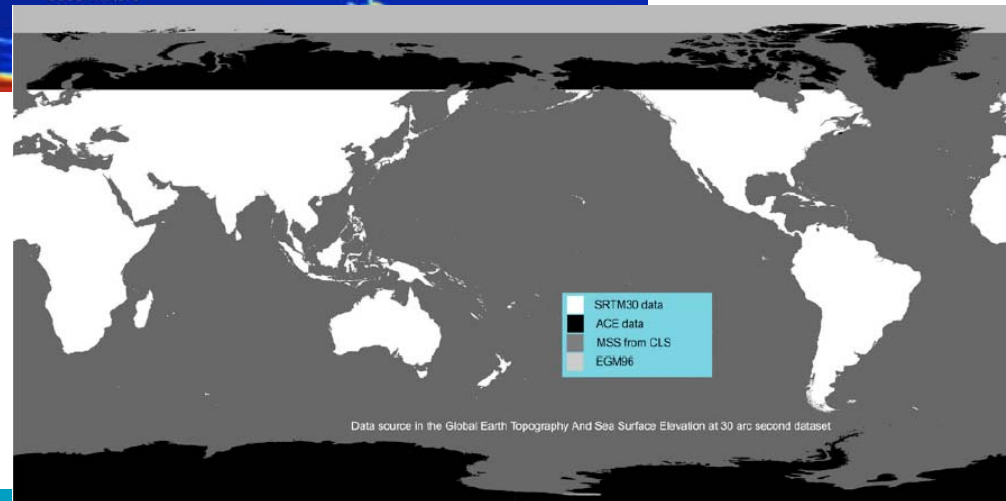 SRTM30 data
ACE data
MSS from CLS
EGM96
Data source in the Global Earth Topography And Sea Surface Elevation at 30 arc second dataset